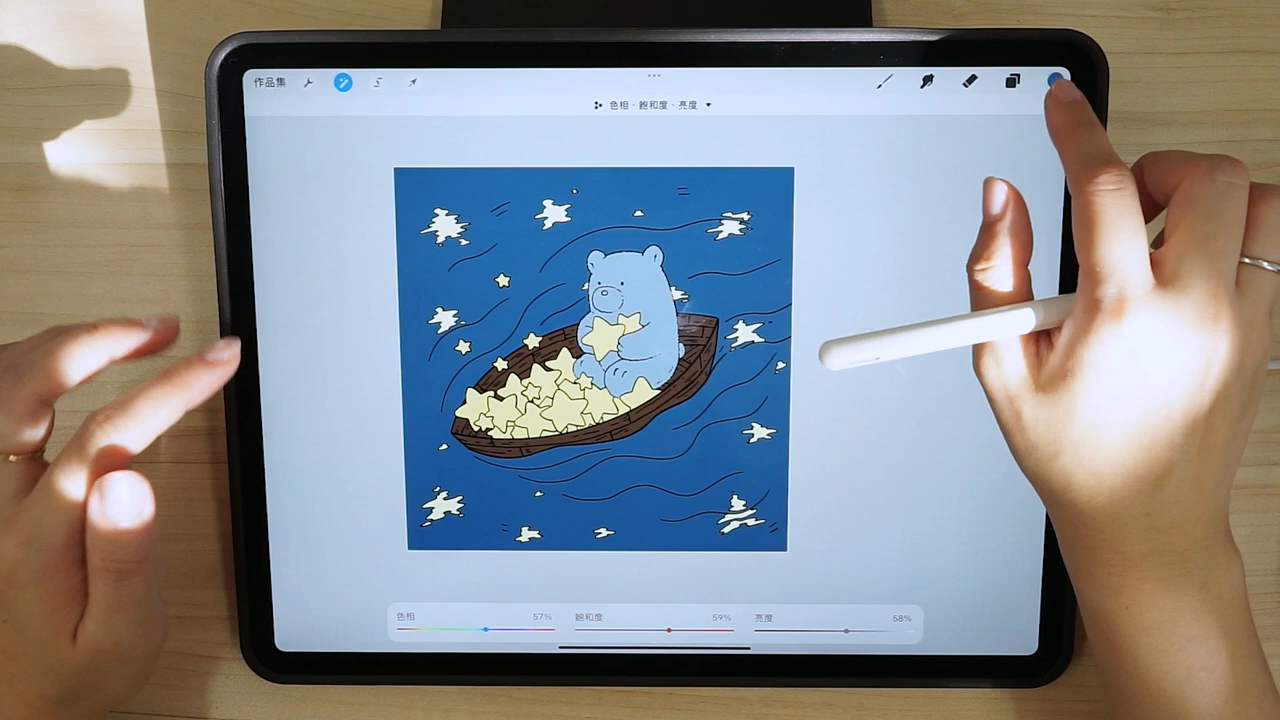 作品集
色相、飽和度、亮度
色相 57%
飽和度 59%
亮度 58%